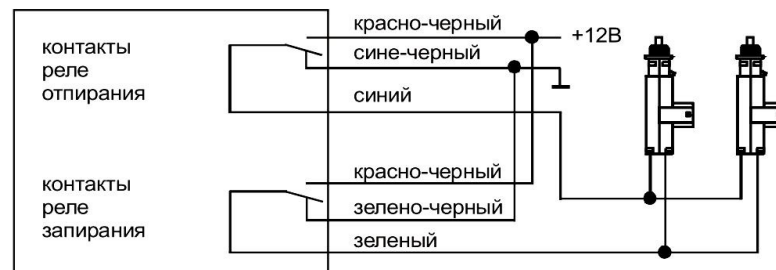 красно-черный
+12В
контакты
реле
отпирания
сине-черный
синий
контакты
реле
запирания
красно-черный
зелено-черный
зеленый